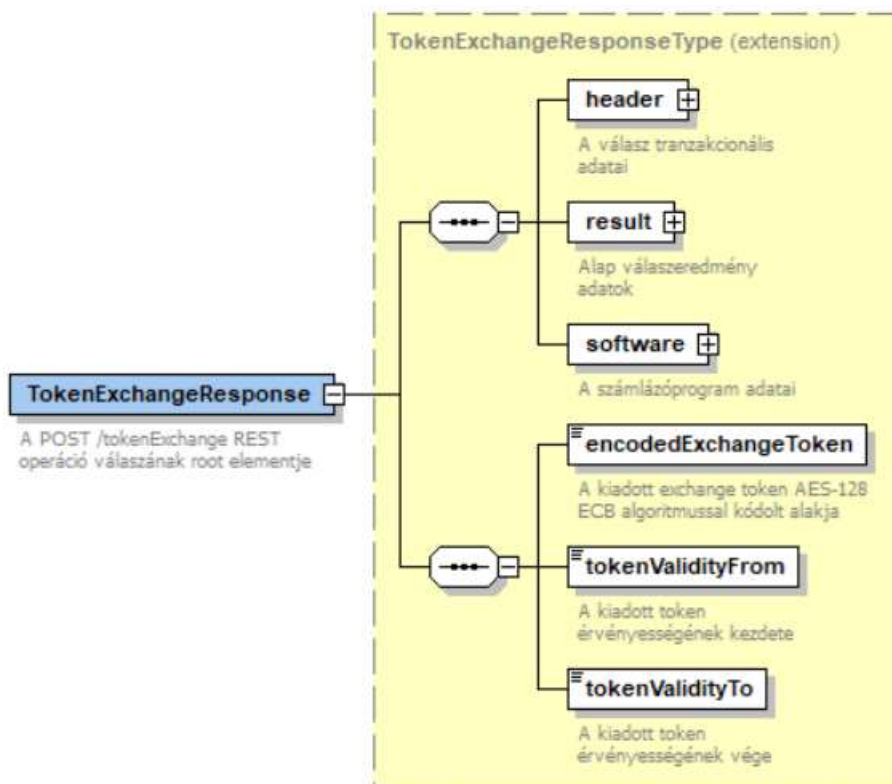 TokenExchangeResponseType (extension)
header
A válasz tranzakcionális
adatai
result
Alap válaszeredmény
adatok
software
A számlázóprogram adatai
TokenExchangeResponse
A POST /tokenExchange REST
operáció válaszának root elementje
encodedExchangeToken
A kiadott exchange token AES-128
ECB algoritmussal kódolt alakja
tokenValidityFrom
A kiadott token
érvényességének kezdete
tokenValidityTo
A kiadott token
érvényességének vége